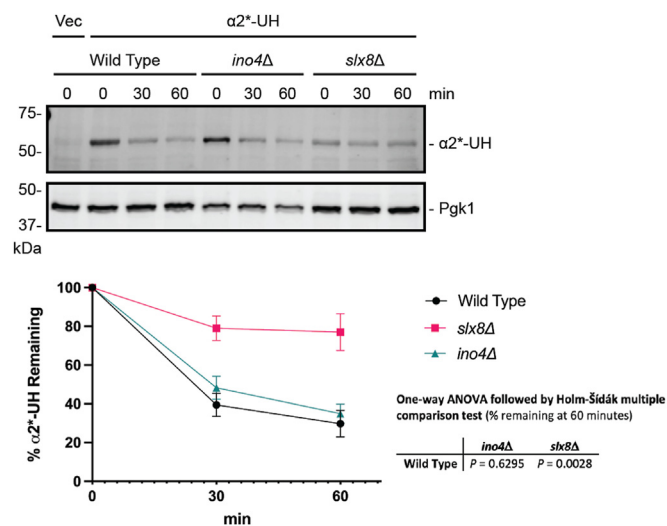 Vec α2*-UH
Wild Type ino4Δ slx8Δ
0 0 30 60 0 30 60 0 30 60 min
75-
50-
- α2*-UH
50-
37-
- Pgk1
kDa
100
80
60
40
20
0
% α2*-UH Remaining
0 30 60
min
Wild Type
slx8Δ
ino4Δ
One-way ANOVA followed by Holm-Šídák multiple
comparison test (% remaining at 60 minutes)
ino4Δ slx8Δ
Wild Type P = 0.6295 P = 0.0028